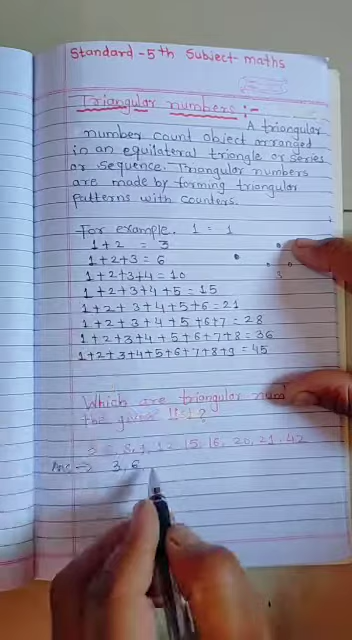 Standard-5th Subject maths
Triangular numbers:-
A triangular
number count object arranged
in an equilateral triangle or series
or sequence. Triangular numbers
are made by forming triangular
patterns with counters.
For example. 1 = 1
1+2 = 3
1+2+3=6
1+2+3+4=10
1+2+3+4+5=15
1+2+3+4+5+6=21
1+2+3+4+5+6+7=28
1+2+3+4+5+6+7+8=36
1+2+3+4+5+6+7+8+9=45
3
Which are triangular num
the given list?
15, 16, 20, 21, 42
Ans → 3, 6